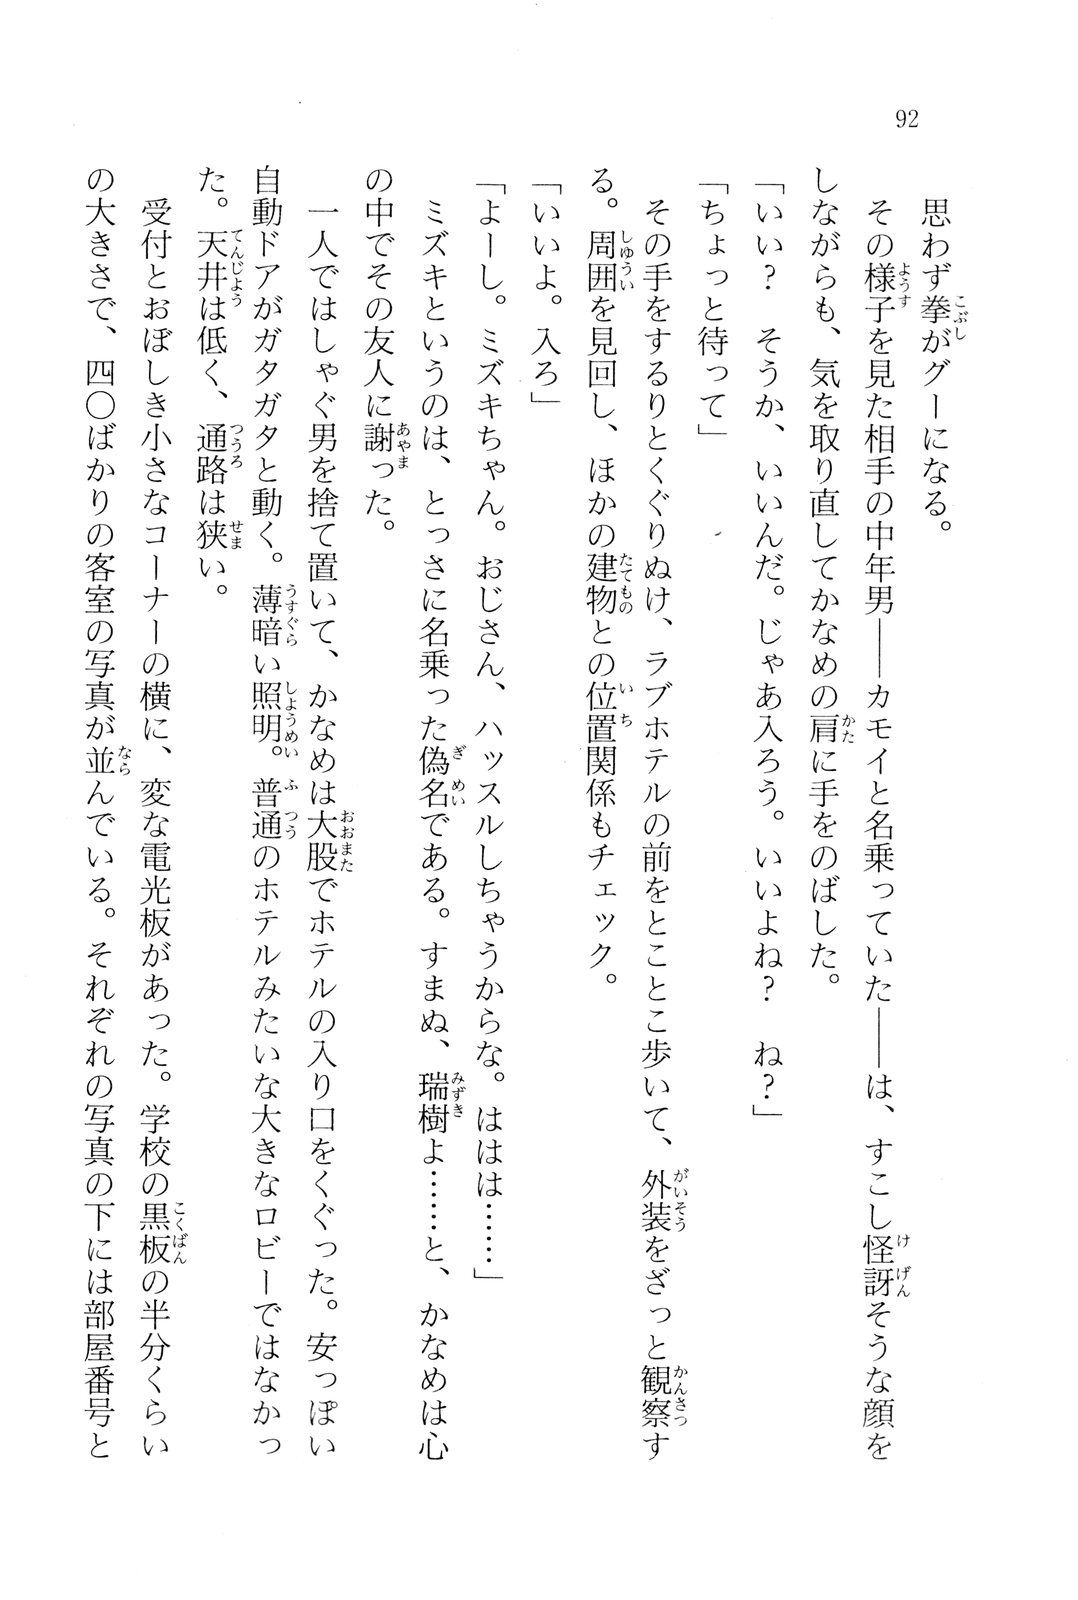 92
思わず拳がグーになる。
その様子を見た相手の中年男――カモイと名乗っていた――は、すこし怪訝そうな顔を
しながらも、気を取り直してかなめの肩に手をのばした。
「いい？　そうか、いいんだ。じゃあ入ろう。いいよね？　ね？」
「ちょっと待って」
その手をするりとくぐりぬけ、ラブホテルの前をとことこ歩いて、外装をざっと観察す
る。周囲を見回し、ほかの建物との位置関係もチェック。
「いいよ。入ろ」
「よーし。ミズキちゃん。おじさん、ハッスルしちゃうからな。ははは……」
ミズキというのは、とっさに名乗った偽名である。すまぬ、瑞樹よ……と、かなめは心
の中でその友人に謝った。
一人ではしゃぐ男を捨て置いて、かなめは大股でホテルの入り口をくぐった。安っぽい
自動ドアがガタガタと動く。薄暗い照明。普通のホテルみたいな大きなロビーではなかっ
た。天井は低く、通路は狭い。
受付とおぼしき小さなコーナーの横に、変な電光板があった。学校の黒板の半分くらい
の大きさで、四〇ばかりの客室の写真が並んでいる。それぞれの写真の下には部屋番号と